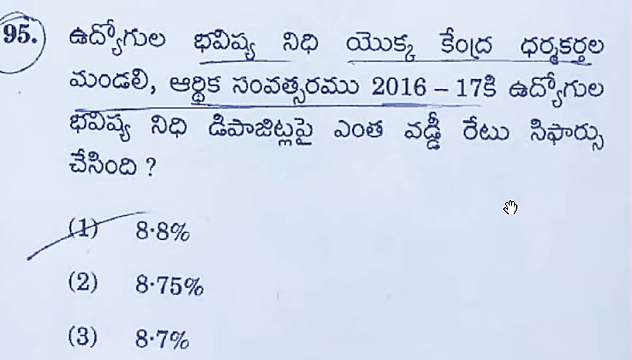 95. ఉద్యోగుల భవిష్య నిధి యొక్క కేంద్ర ధర్మకర్తల
మండలి, ఆర్థిక సంవత్సరము 2016 – 17కి ఉద్యోగుల
భవిష్య నిధి డిపాజిట్లపై ఎంత వడ్డీ రేటు సిఫార్సు
చేసింది ?
(1) 8·8%
(2) 8·75%
(3) 8·7%